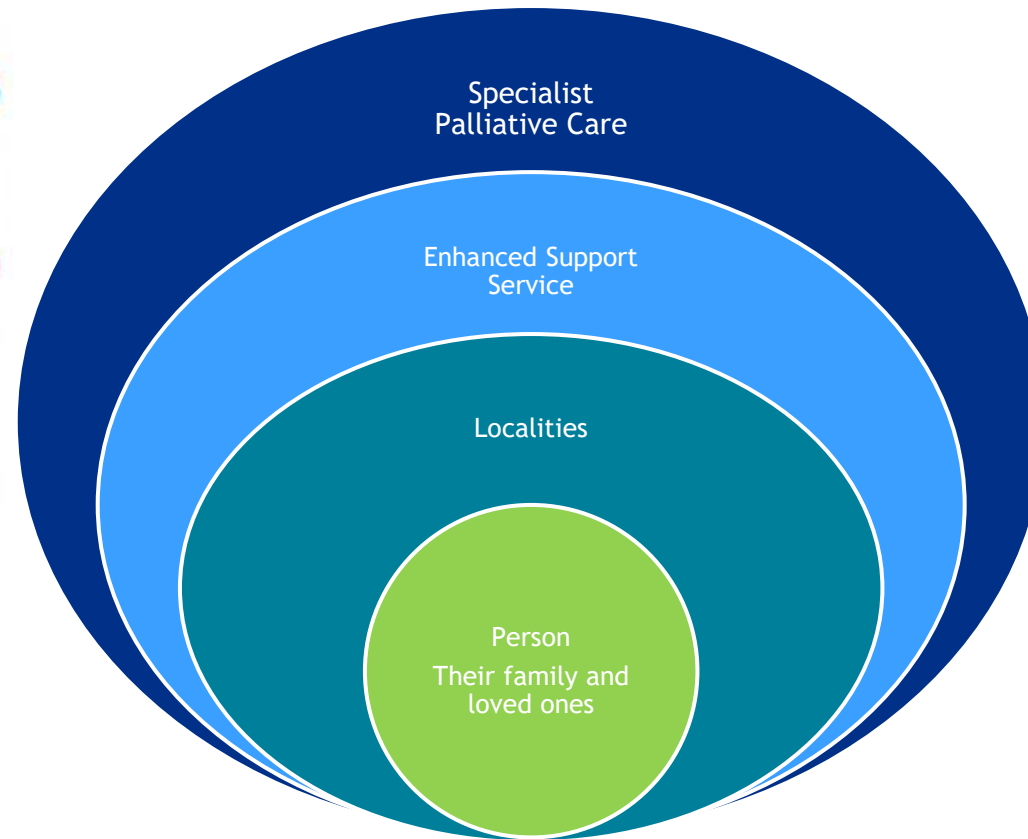 Specialist
Palliative Care
Enhanced Support
Service
Localities
Person
Their family and
loved ones